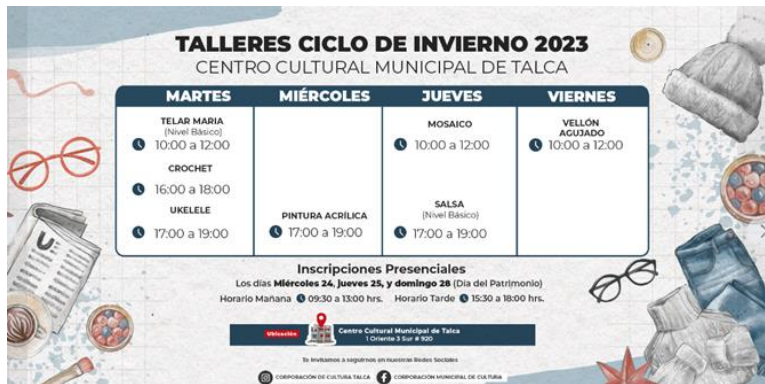 TALLERES CICLO DE INVIERNO 2023
CENTRO CULTURAL MUNICIPAL DE TALCA
MARTES MIÉRCOLES JUEVES VIERNES
TELAR MARIA
(Nivel Básico)
10:00 a 12:00
CROCHET
16:00 a 18:00
UKELELE
17:00 a 19:00
PINTURA ACRÍLICA
17:00 a 19:00
MOSAICO
10:00 a 12:00
SALSA
(Nivel Básico)
17:00 a 19:00
VELLÓN
AGUJADO
10:00 a 12:00
Inscripciones Presenciales
Los días Miércoles 24, jueves 25, y domingo 28 (Día del Patrimonio)
Horario Mañana 09:30 a 13:00 hrs. Horario Tarde 15:30 a 18:00 hrs.
Ubicación
Centro Cultural Municipal de Talca
1 Oriente 3 Sur # 920
Te invitamos a seguirnos en nuestras Redes Sociales
CORPORACIÓN DE CULTURA TALCA CORPORACIÓN MUNICIPAL DE CULTURA